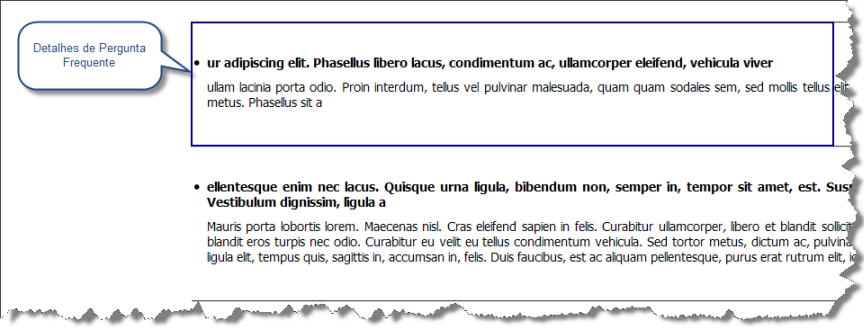 Detalhes de Pergunta
Frequente
• ur adipiscing elit. Phasellus libero lacus, condimentum ac, ullamcorper eleifend, vehicula viver
ullam lacinia porta odio. Proin interdum, tellus vel pulvinar malesuada, quam quam sodales sem, sed mollis tellus elit
metus. Phasellus sit a
• ellentesque enim nec lacus. Quisque urna ligula, bibendum non, semper in, tempor sit amet, est. Sus
Vestibulum dignissim, ligula a
Mauris porta lobortis lorem. Maecenas nisl. Cras eleifend sapien in felis. Curabitur ullamcorper, libero et blandit sollicit
blandit eros turpis nec odio. Curabitur eu velit eu tellus condimentum vehicula. Sed tortor metus, dictum ac, pulvina
ligula elit, tempus quis, sagittis in, accumsan in, felis. Duis faucibus, est ac aliquam pellentesque, purus erat rutrum elit,